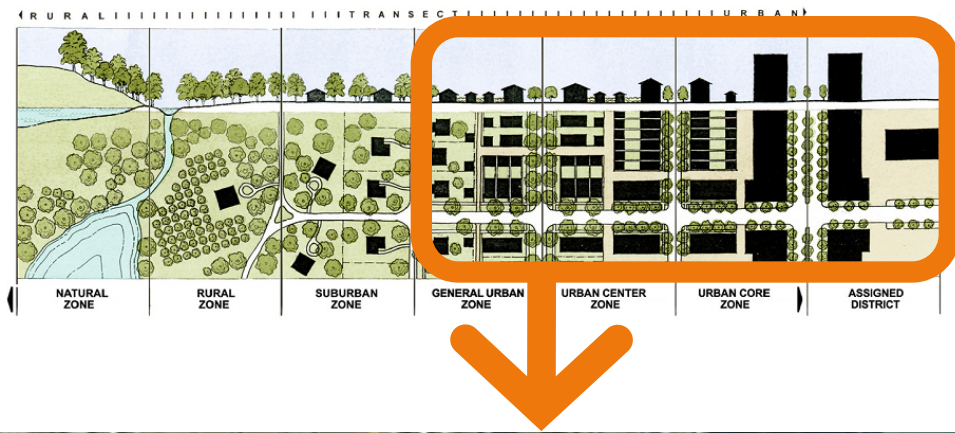 RURAL TRANSECT URBAN
NATURAL
ZONE
RURAL
ZONE
SUBURBAN
ZONE
GENERAL URBAN
ZONE
URBAN CENTER
ZONE
URBAN CORE
ZONE
ASSIGNED
DISTRICT